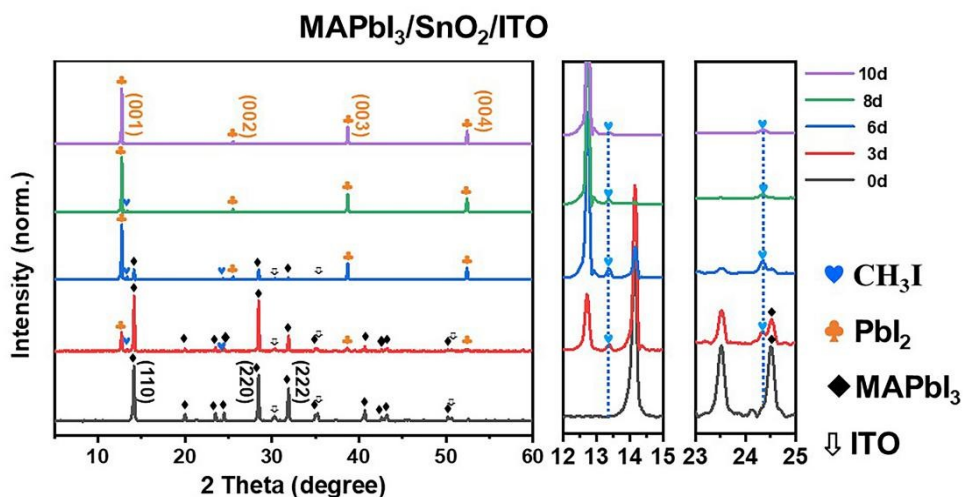 MAPbI₃/SnO₂/ITO
Intensity (norm.)
(001)
(002)
(003)
(004)
(110)
(220)
(222)
10 20 30 40 50 60
2 Theta (degree)
12 13 14 15
23 24 25
10d
8d
6d
3d
0d
CH₃I
PbI₂
MAPbI₃
ITO